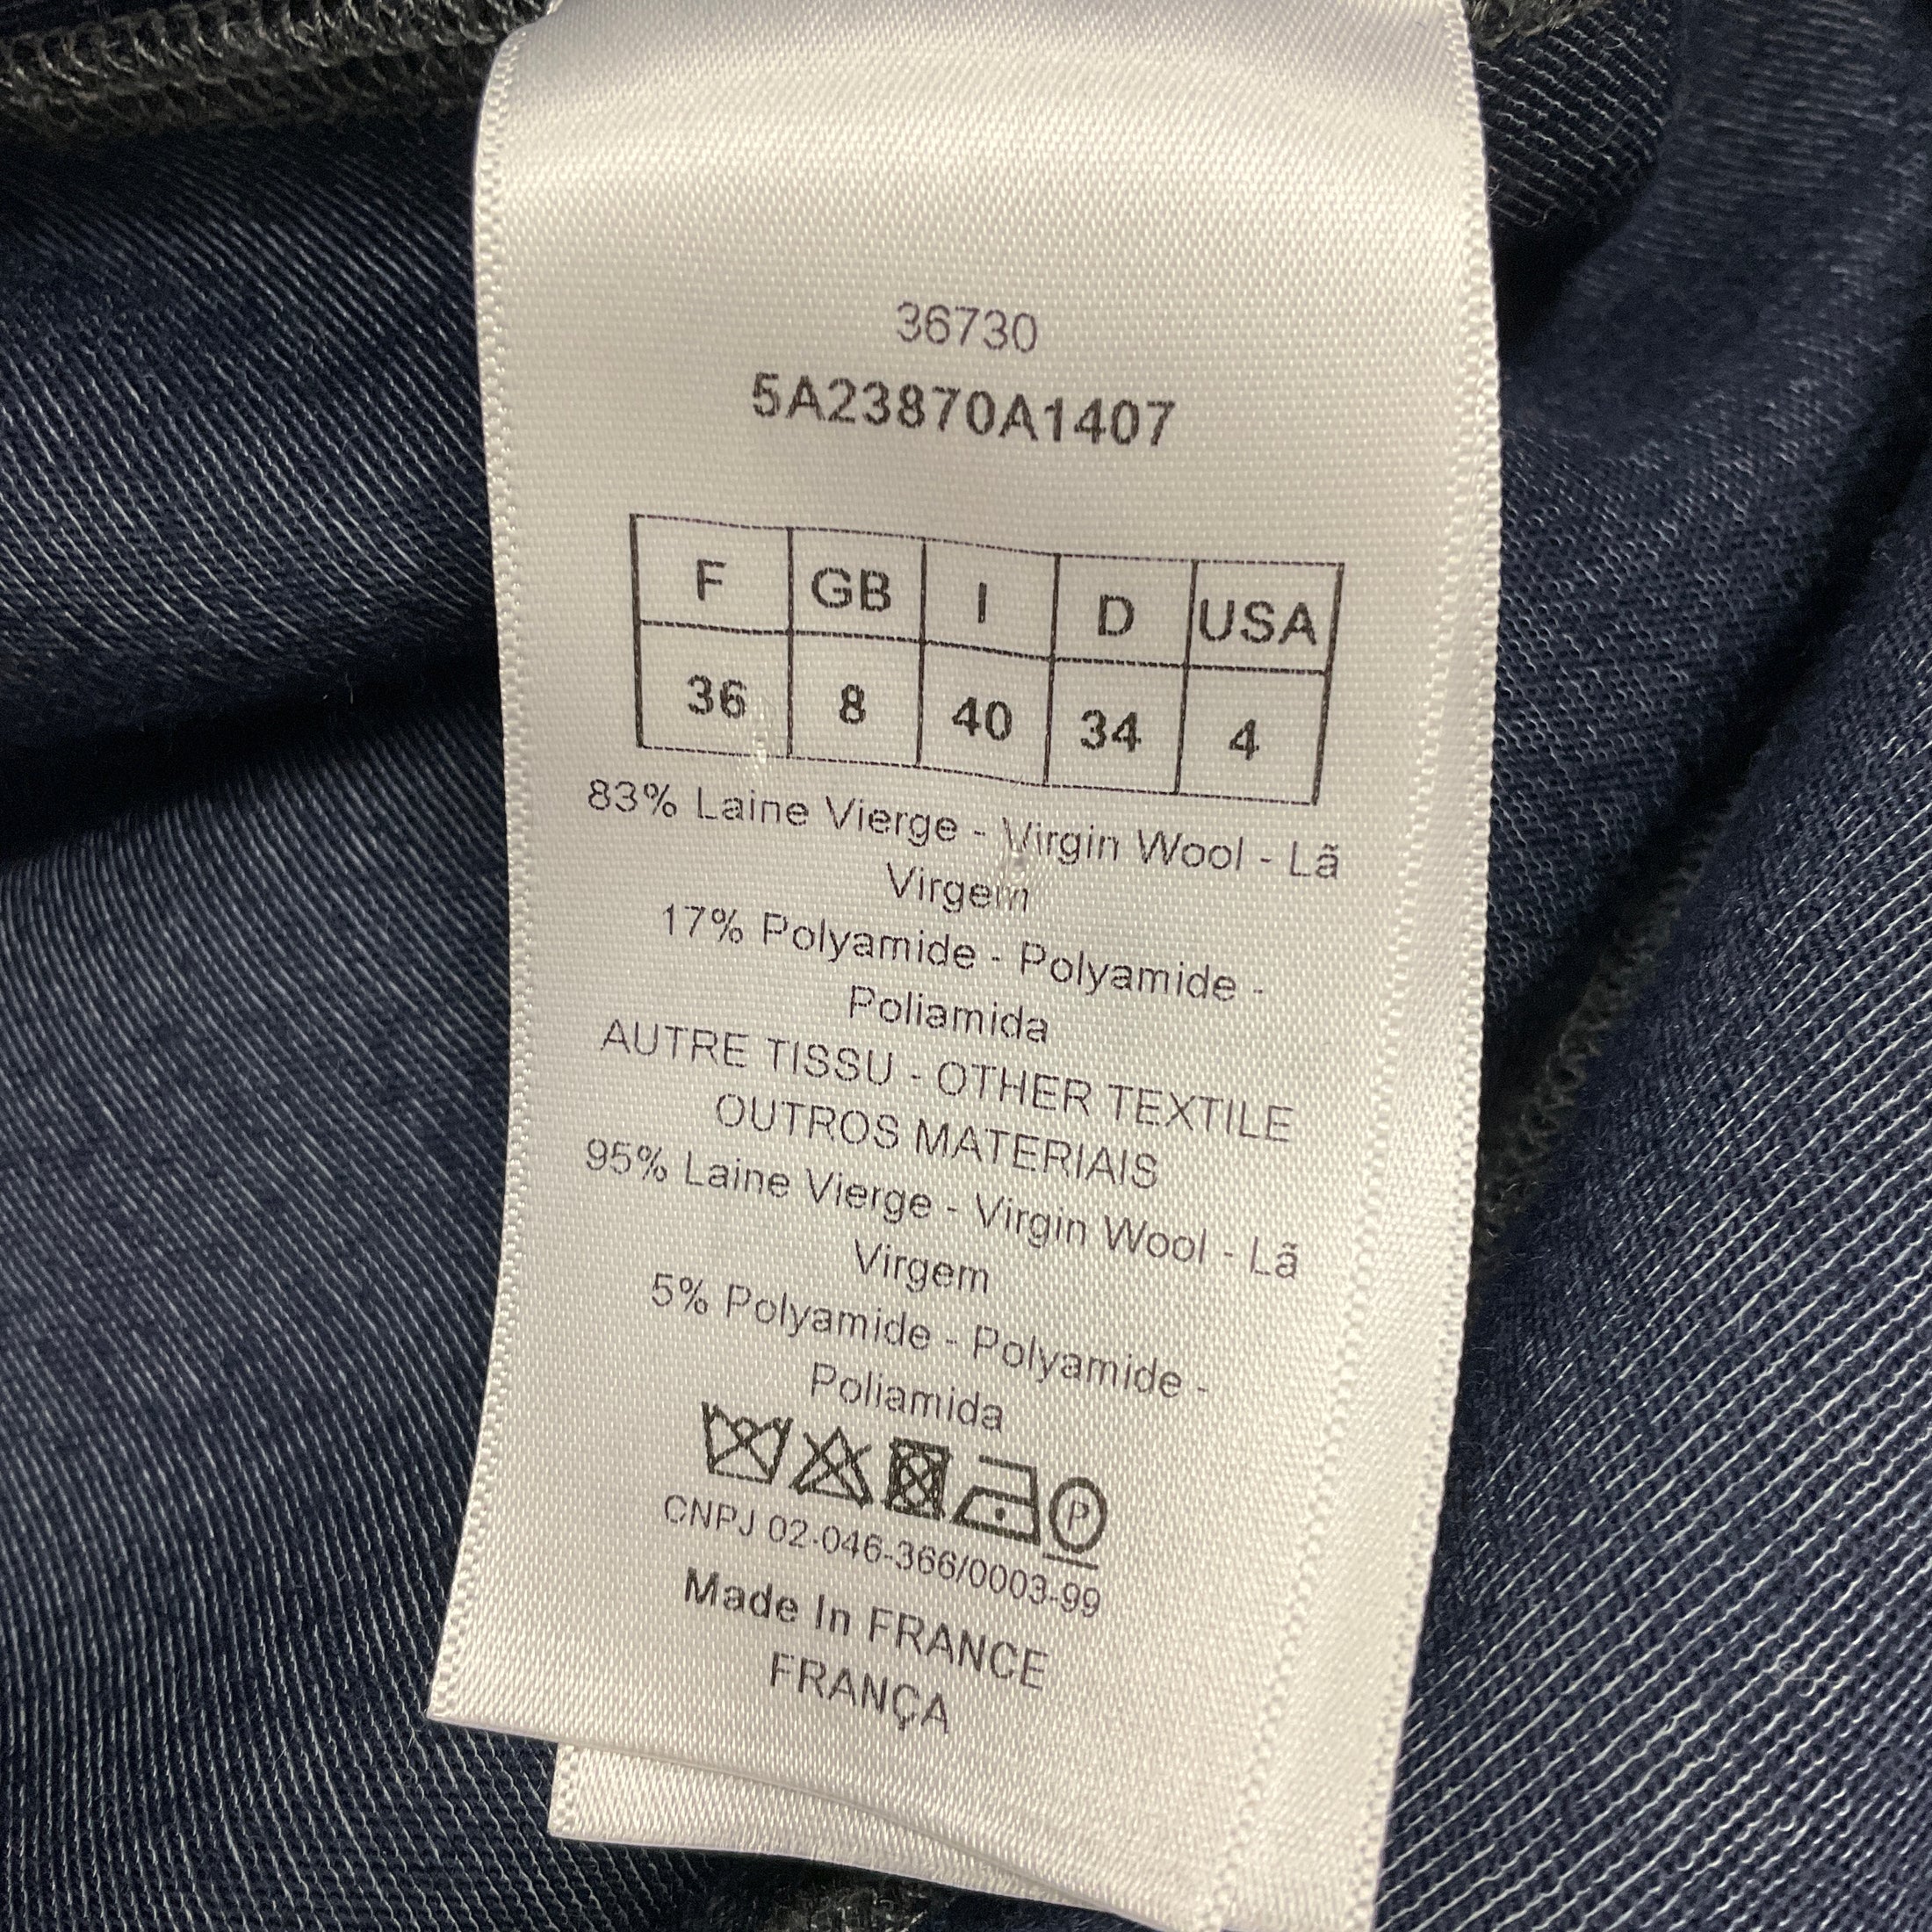 36730
5A23870A1407
F GB I D USA
36 8 40 34 4
83% Laine Vierge - Virgin Wool - Lã
Virgem
17% Polyamide - Polyamide -
Poliamida
AUTRE TISSU - OTHER TEXTILE
OUTROS MATERIAIS
95% Laine Vierge - Virgin Wool - Lã
Virgem
5% Polyamide - Polyamide -
Poliamida
P
CNPJ 02-046-366/0003-99
Made In FRANCE
FRANÇA